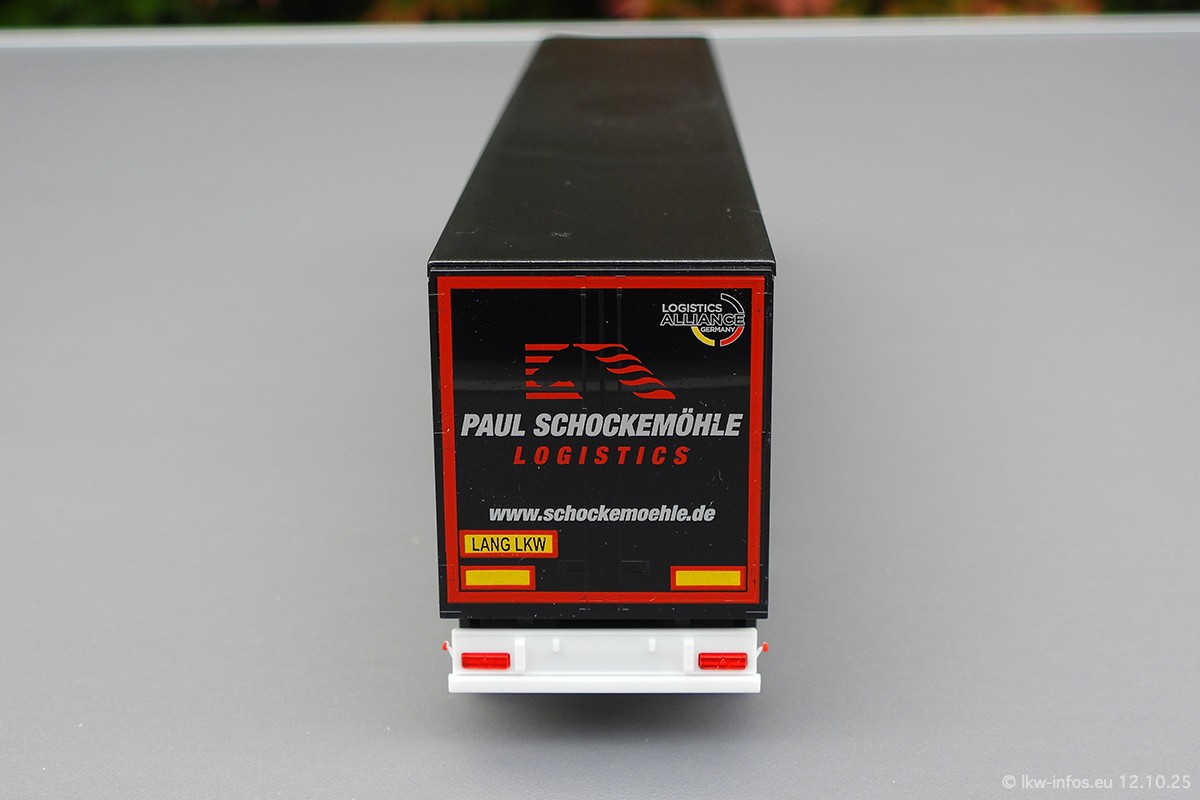 LOGISTICS
ALLIANCE
GERMANY
PAUL SCHOCKEMÖHLE
LOGISTICS
www.schockemoehle.de
LANG LKW
© lkw-infos.eu 12.10.25